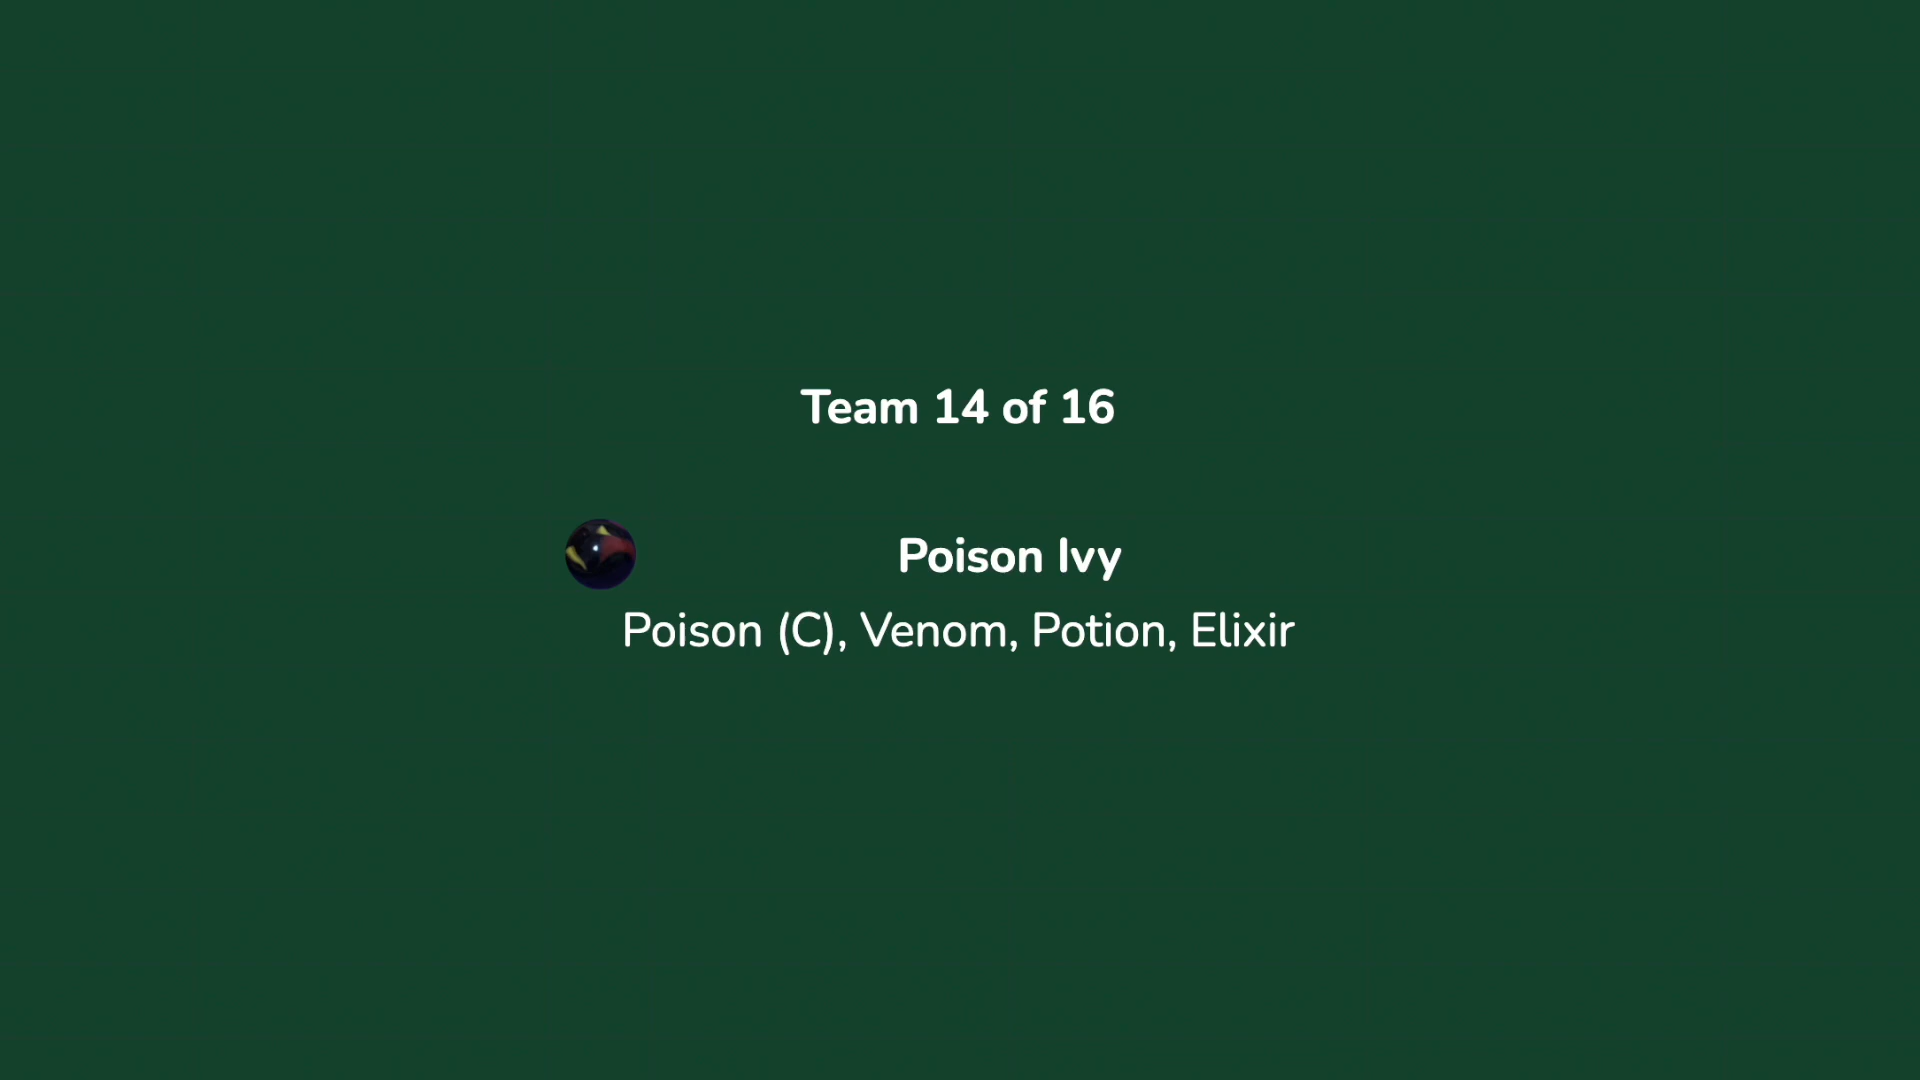 Team 14 of 16
Poison Ivy
Poison (C), Venom, Potion, Elixir